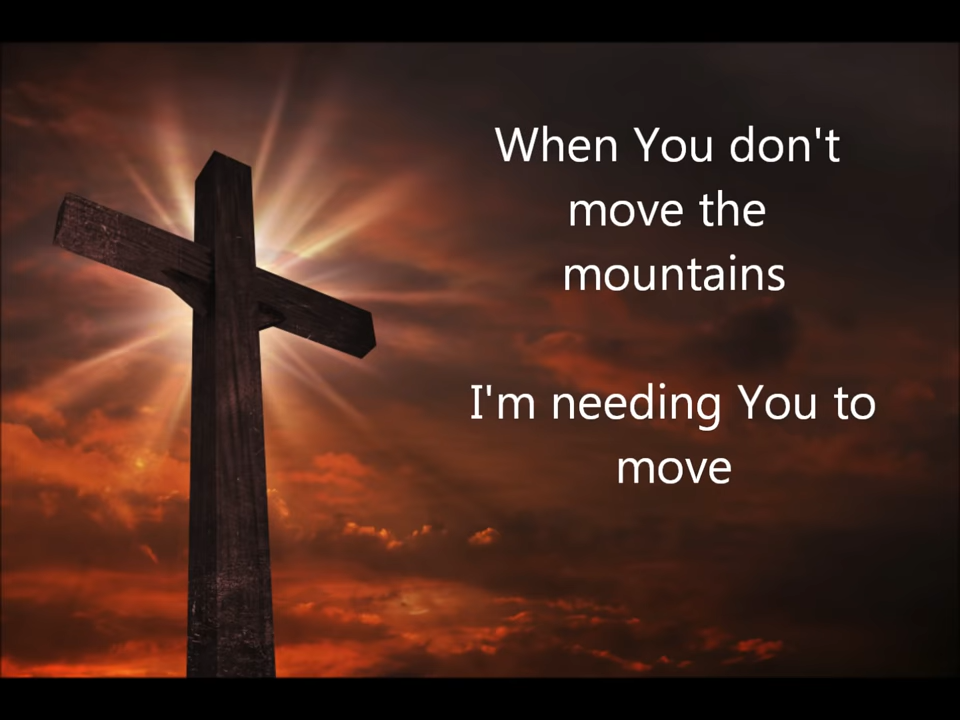 When You don't
move the
mountains
I'm needing You to
move